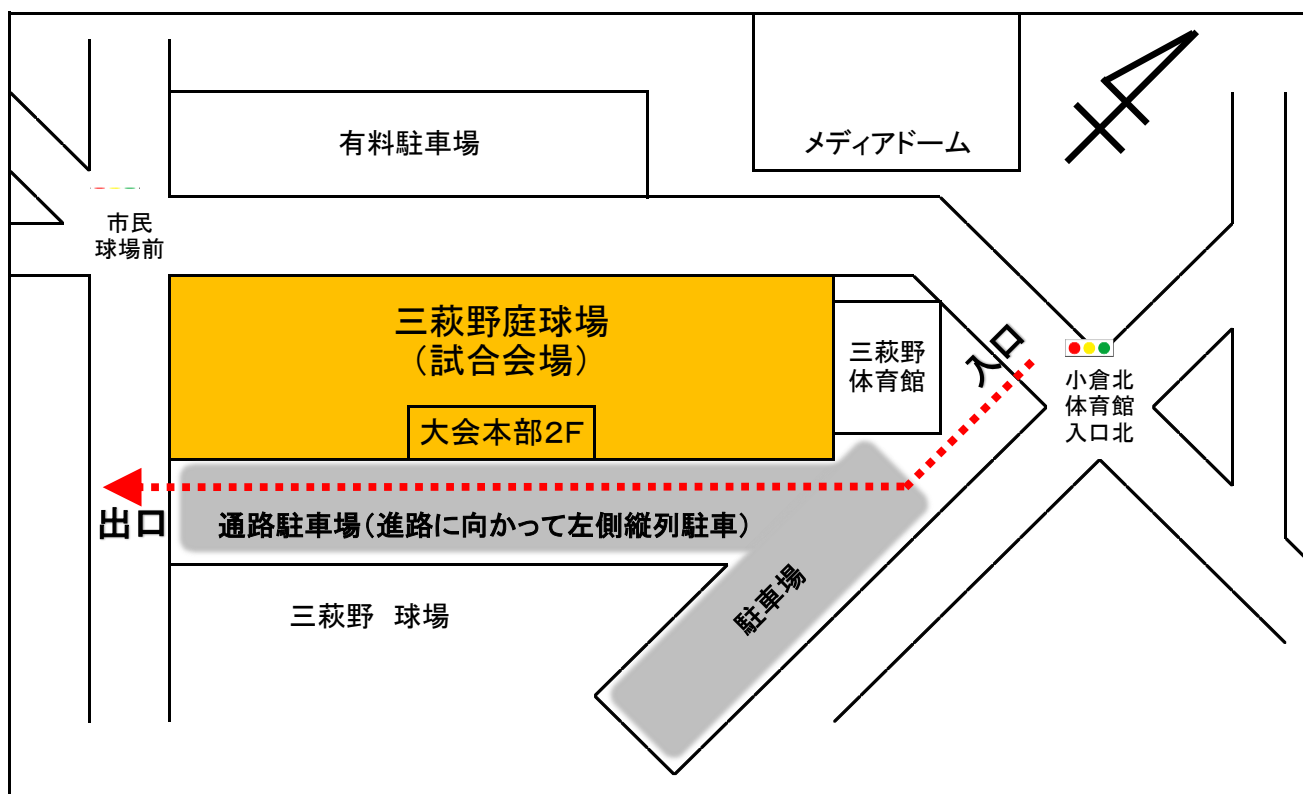 有料駐車場
メディアドーム
市民
球場前
三萩野庭球場
(試合会場)
三萩野
体育館
入口
小倉北
体育館
入口北
大会本部2F
出口
通路駐車場(進路に向かって左側縦列駐車)
駐車場
三萩野 球場